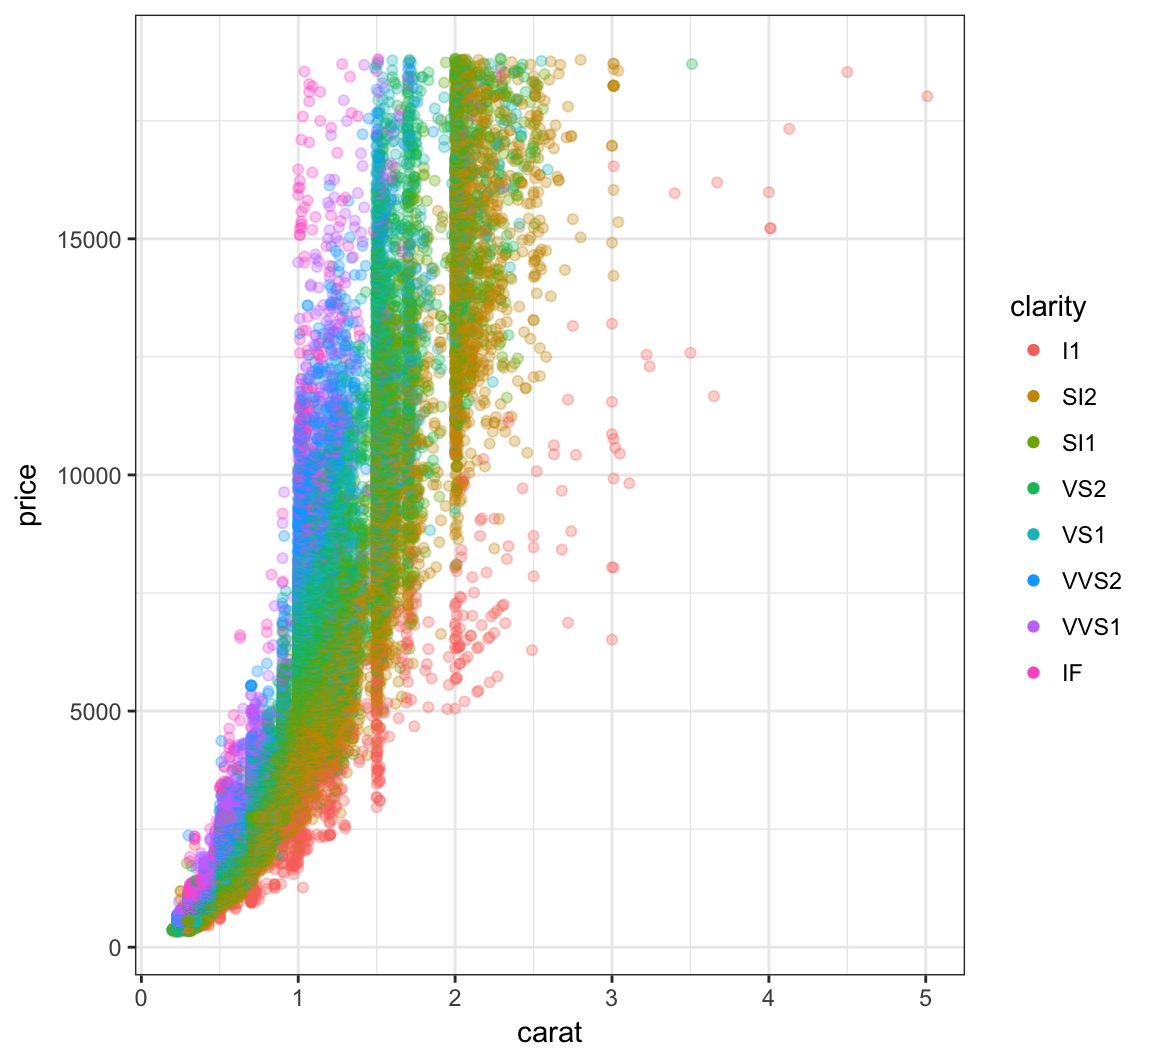 15000
10000
5000
0
price
0 1 2 3 4 5
carat
clarity
I1
SI2
SI1
VS2
VS1
VVS2
VVS1
IF